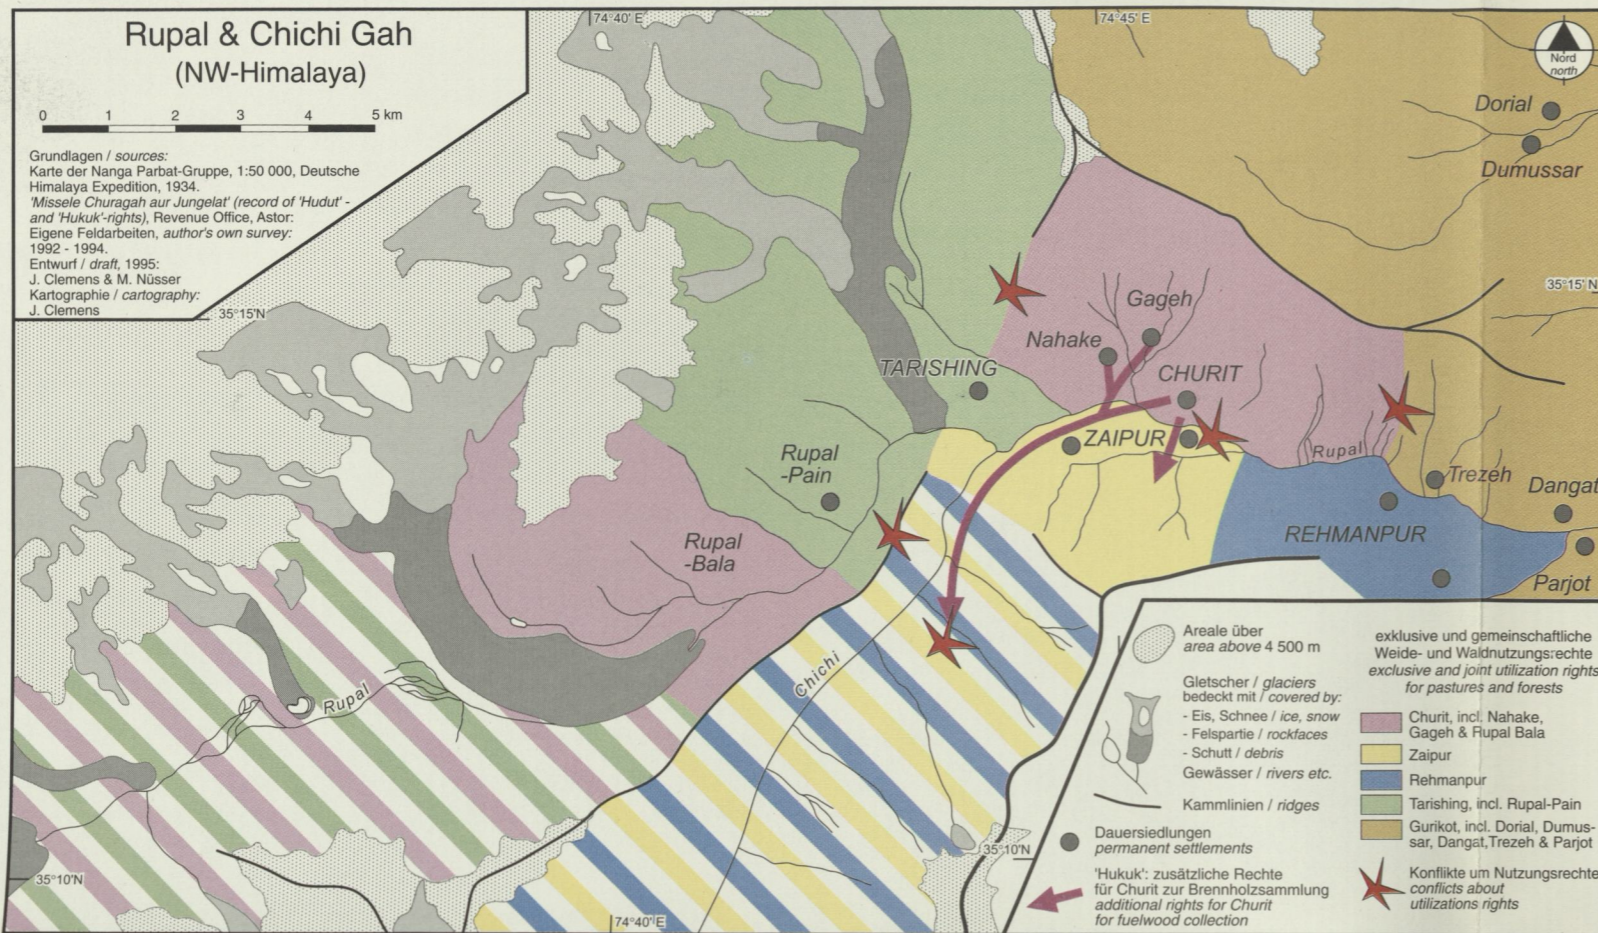 Rupal & Chichi Gah
(NW-Himalaya)
0 1 2 3 4 5 km
Grundlagen / sources:
Karte der Nanga Parbat-Gruppe, 1:50 000, Deutsche
Himalaya Expedition, 1934.
'Missele Churagah aur Jungelat' (record of 'Hudut' -
and 'Hukuk'-rights), Revenue Office, Astor:
Eigene Feldarbeiten, author's own survey:
1992 - 1994.
Entwurf / draft, 1995:
J. Clemens & M. Nüsser
Kartographie / cartography:
J. Clemens
74°40' E
74°45' E
Nord
north
Dorial
Dumussar
35°15' N
35°15'N
Gageh
Nahake
TARISHING
CHURIT
ZAIPUR
Rupal
-Pain
Rupal
Trezeh
Dangat
REHMANPUR
Rupal
-Bala
Parjot
Chichi
Rupal
35°10'N
35°10'N
74°40' E
Areale über
area above 4 500 m
Gletscher / glaciers
bedeckt mit / covered by:
- Eis, Schnee / ice, snow
- Felspartie / rockfaces
- Schutt / debris
Gewässer / rivers etc.
Kammlinien / ridges
Dauersiedlungen
permanent settlements
'Hukuk': zusätzliche Rechte
für Churit zur Brennholzsammlung
additional rights for Churit
for fuelwood collection
exklusive und gemeinschaftliche
Weide- und Waldnutzungsrechte
exclusive and joint utilization rights
for pastures and forests
Churit, incl. Nahake,
Gageh & Rupal Bala
Zaipur
Rehmanpur
Tarishing, incl. Rupal-Pain
Gurikot, incl. Dorial, Dumus-
sar, Dangat,Trezeh & Parjot
Konflikte um Nutzungsrechte
conflicts about
utilizations rights